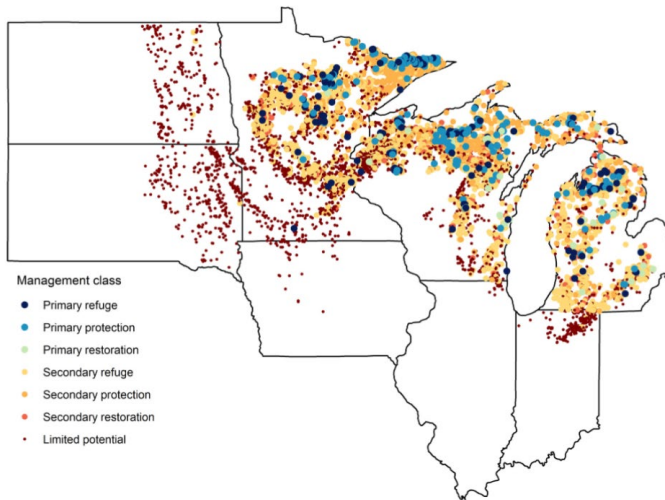 Management class
Primary refuge
Primary protection
Primary restoration
Secondary refuge
Secondary protection
Secondary restoration
Limited potential